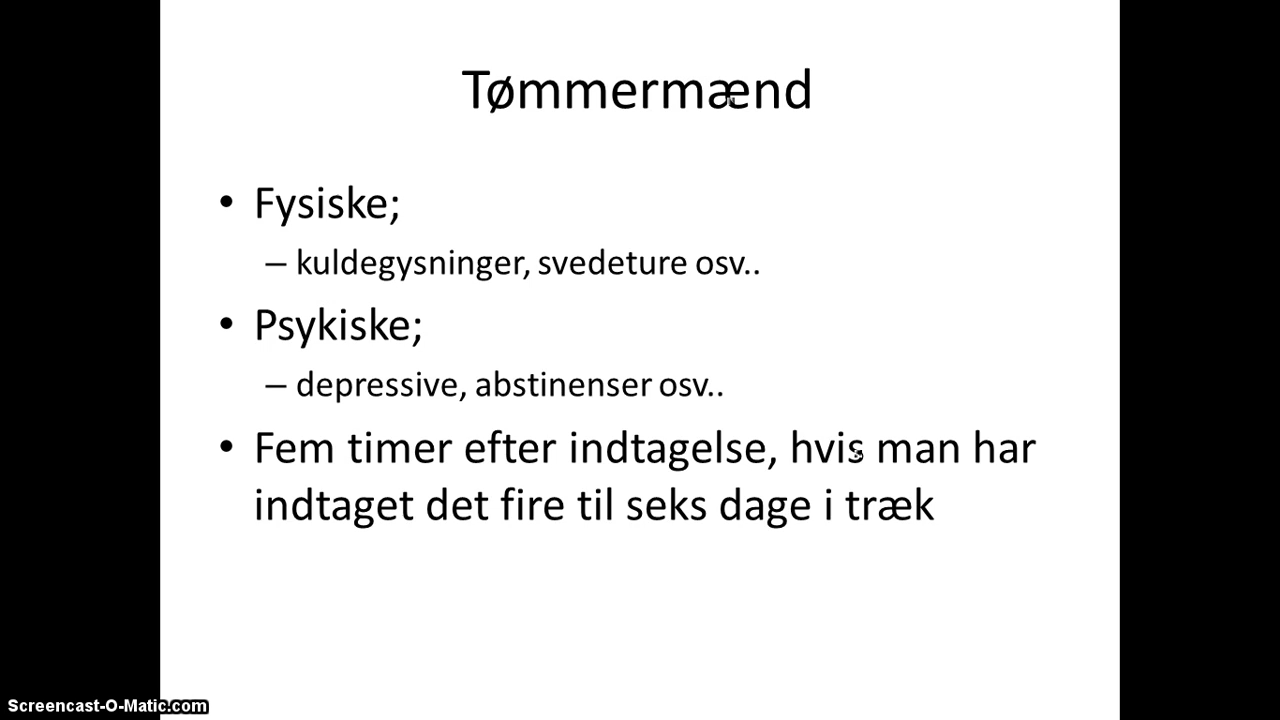 Tømmermænd
• Fysiske;
– kuldegysninger, svedeture osv..
• Psykiske;
– depressive, abstinenser osv..
• Fem timer efter indtagelse, hvis man har
indtaget det fire til seks dage i træk
Screencast-O-Matic.com